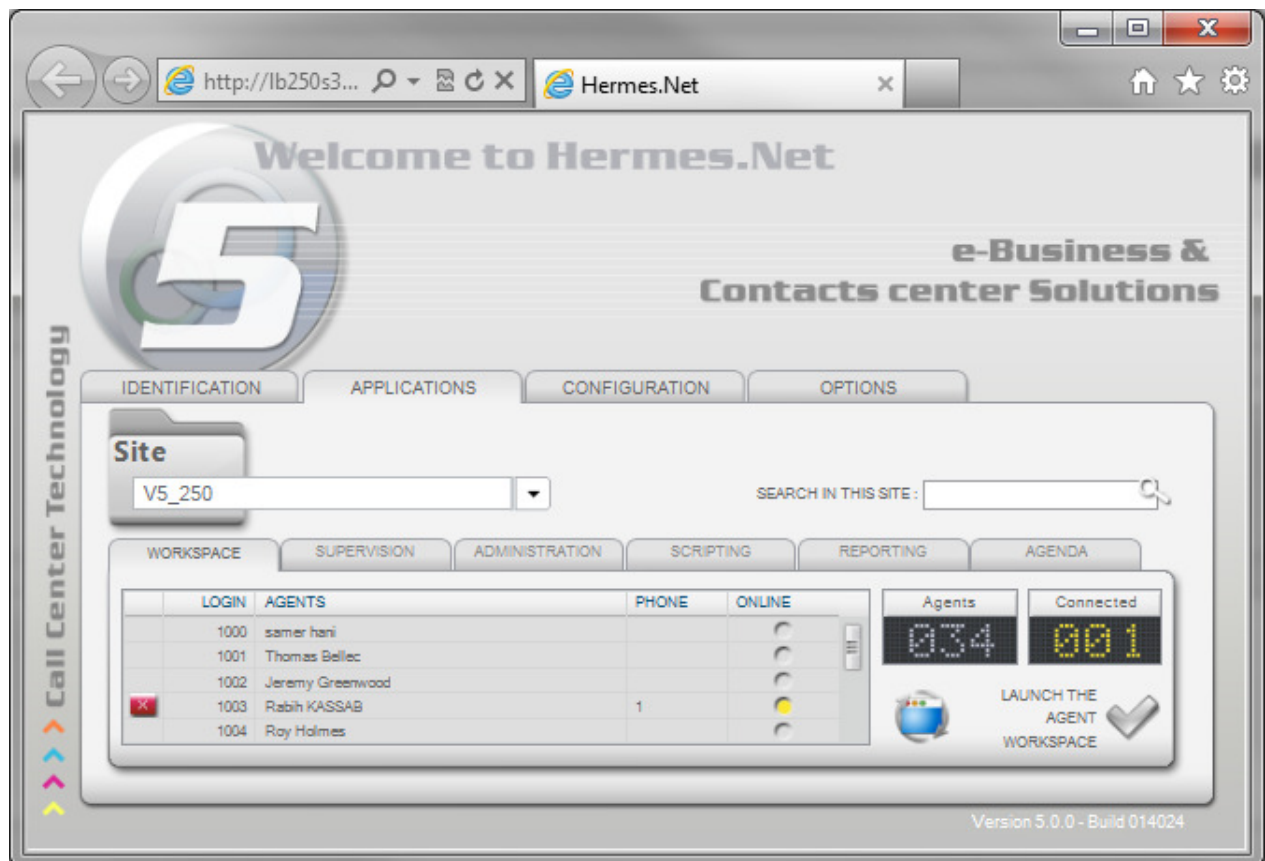 http://lb250s3...
Hermes.Net
Welcome to Hermes.Net
5
e-Business &
Contacts center Solutions
Call Center Technology
IDENTIFICATION APPLICATIONS CONFIGURATION OPTIONS
Site
V5_250
SEARCH IN THIS SITE :
WORKSPACE SUPERVISION ADMINISTRATION SCRIPTING REPORTING AGENDA
LOGIN AGENTS PHONE ONLINE
1000 samer hani
1001 Thomas Bellec
1002 Jeremy Greenwood
1003 Rabih KASSAB 1
1004 Roy Holmes
Agents
034
Connected
001
LAUNCH THE
AGENT
WORKSPACE
Version 5.0.0 - Build 014024